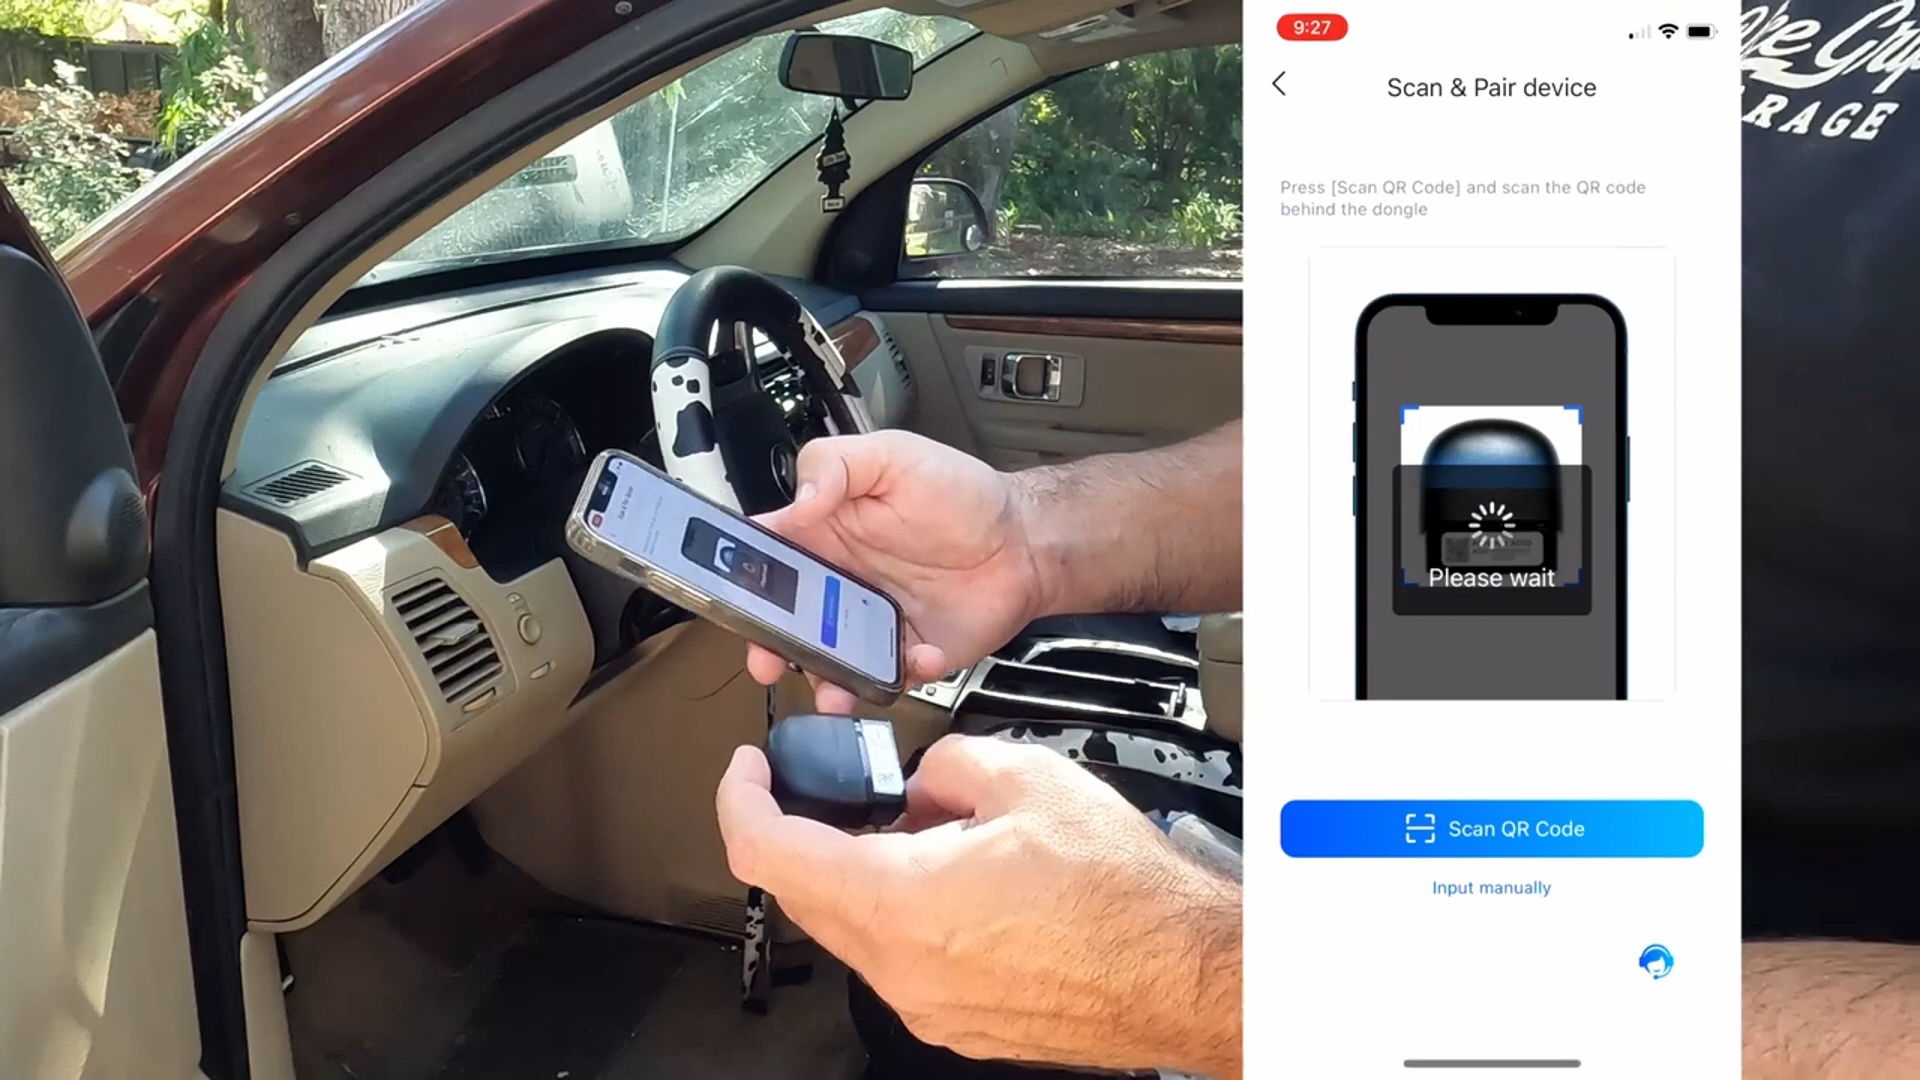 9:27
Scan & Pair device
Press [Scan QR Code] and scan the QR code
behind the dongle
Please wait
Scan QR Code
Input manually